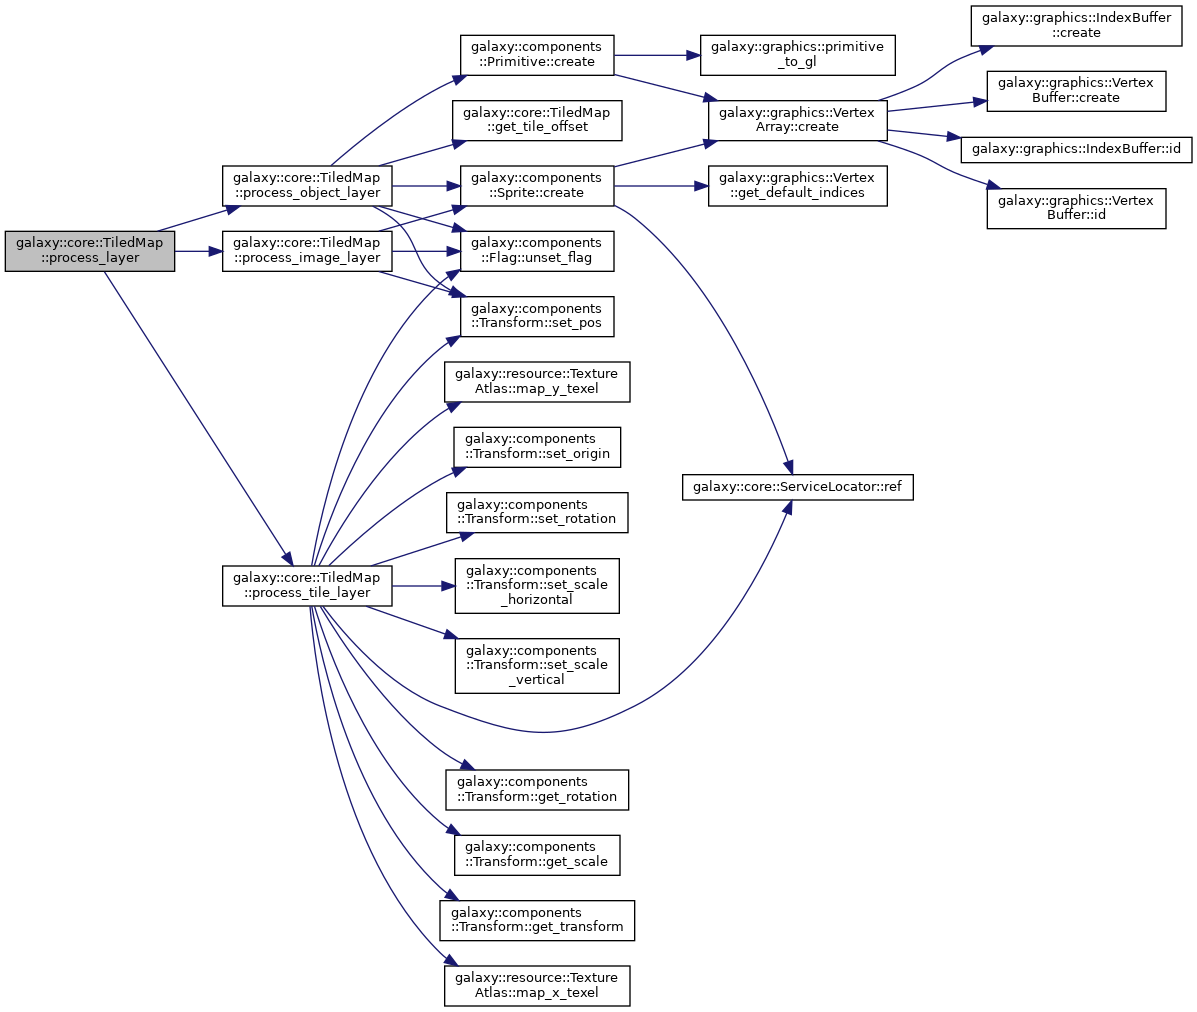 galaxy::core::TiledMap
::process_layer
galaxy::core::TiledMap
::process_object_layer
galaxy::core::TiledMap
::process_image_layer
galaxy::core::TiledMap
::process_tile_layer
galaxy::components
::Primitive::create
galaxy::core::TiledMap
::get_tile_offset
galaxy::components
::Sprite::create
galaxy::components
::Flag::unset_flag
galaxy::components
::Transform::set_pos
galaxy::resource::Texture
Atlas::map_y_texel
galaxy::components
::Transform::set_origin
galaxy::components
::Transform::set_rotation
galaxy::components
::Transform::set_scale
_horizontal
galaxy::components
::Transform::set_scale
_vertical
galaxy::components
::Transform::get_rotation
galaxy::components
::Transform::get_scale
galaxy::components
::Transform::get_transform
galaxy::resource::Texture
Atlas::map_x_texel
galaxy::graphics::primitive
_to_gl
galaxy::graphics::Vertex
Array::create
galaxy::graphics::Vertex
::get_default_indices
galaxy::core::ServiceLocator::ref
galaxy::graphics::IndexBuffer
::create
galaxy::graphics::Vertex
Buffer::create
galaxy::graphics::IndexBuffer::id
galaxy::graphics::Vertex
Buffer::id